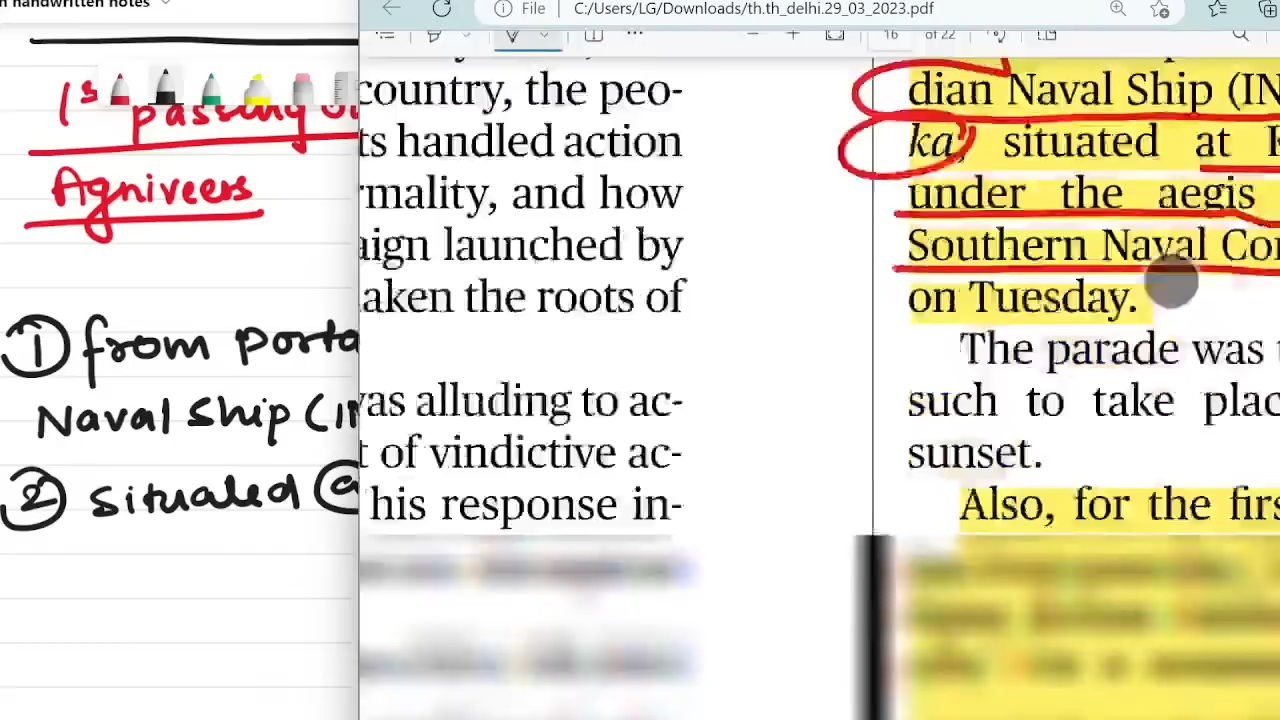 n handwritten notes
File C:/Users/LG/Downloads/th.th_delhi.29_03_2023.pdf
16 of 22
1st passing
Agniveers
① from porta
Naval Ship (IN
② situated @
country, the peo-
ts handled action
rmality, and how
aign launched by
aken the roots of
vas alluding to ac-
t of vindictive ac-
his response in-
dian Naval Ship (IN
ka, situated at K
under the aegis
Southern Naval Co
on Tuesday.
The parade was t
such to take plac
sunset.
Also, for the firs